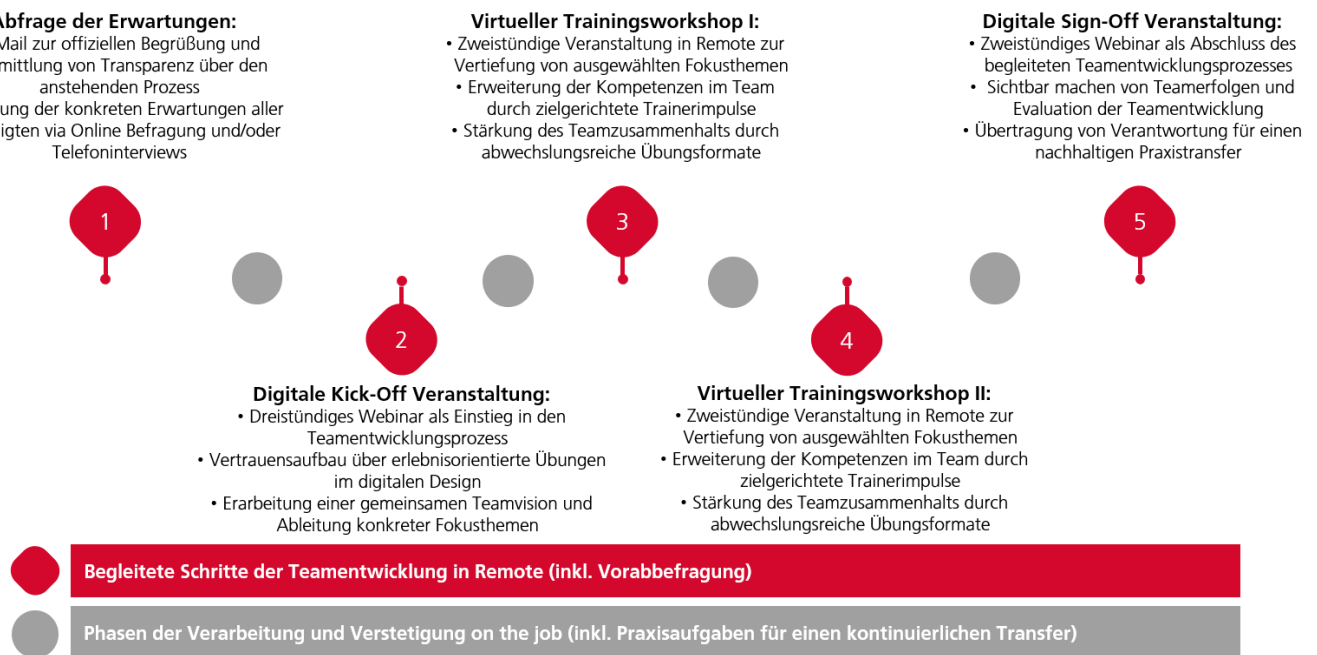 Abfrage der Erwartungen:
Mail zur offiziellen Begrüßung und
mittlung von Transparenz über den
anstehenden Prozess
ung der konkreten Erwartungen aller
igten via Online Befragung und/oder
Telefoninterviews
Virtueller Trainingsworkshop I:
• Zweistündige Veranstaltung in Remote zur
Vertiefung von ausgewählten Fokusthemen
• Erweiterung der Kompetenzen im Team
durch zielgerichtete Trainerimpulse
• Stärkung des Teamzusammenhalts durch
abwechslungsreiche Übungsformate
Digitale Sign-Off Veranstaltung:
• Zweistündiges Webinar als Abschluss des
begleiteten Teamentwicklungsprozesses
• Sichtbar machen von Teamerfolgen und
Evaluation der Teamentwicklung
• Übertragung von Verantwortung für einen
nachhaltigen Praxistransfer
1
3
5
2
4
Digitale Kick-Off Veranstaltung:
• Dreistündiges Webinar als Einstieg in den
Teamentwicklungsprozess
• Vertrauensaufbau über erlebnisorientierte Übungen
im digitalen Design
• Erarbeitung einer gemeinsamen Teamvision und
Ableitung konkreter Fokusthemen
Virtueller Trainingsworkshop II:
• Zweistündige Veranstaltung in Remote zur
Vertiefung von ausgewählten Fokusthemen
• Erweiterung der Kompetenzen im Team durch
zielgerichtete Trainerimpulse
• Stärkung des Teamzusammenhalts durch
abwechslungsreiche Übungsformate
Begleitete Schritte der Teamentwicklung in Remote (inkl. Vorabbefragung)
Phasen der Verarbeitung und Verstetigung on the job (inkl. Praxisaufgaben für einen kontinuierlichen Transfer)